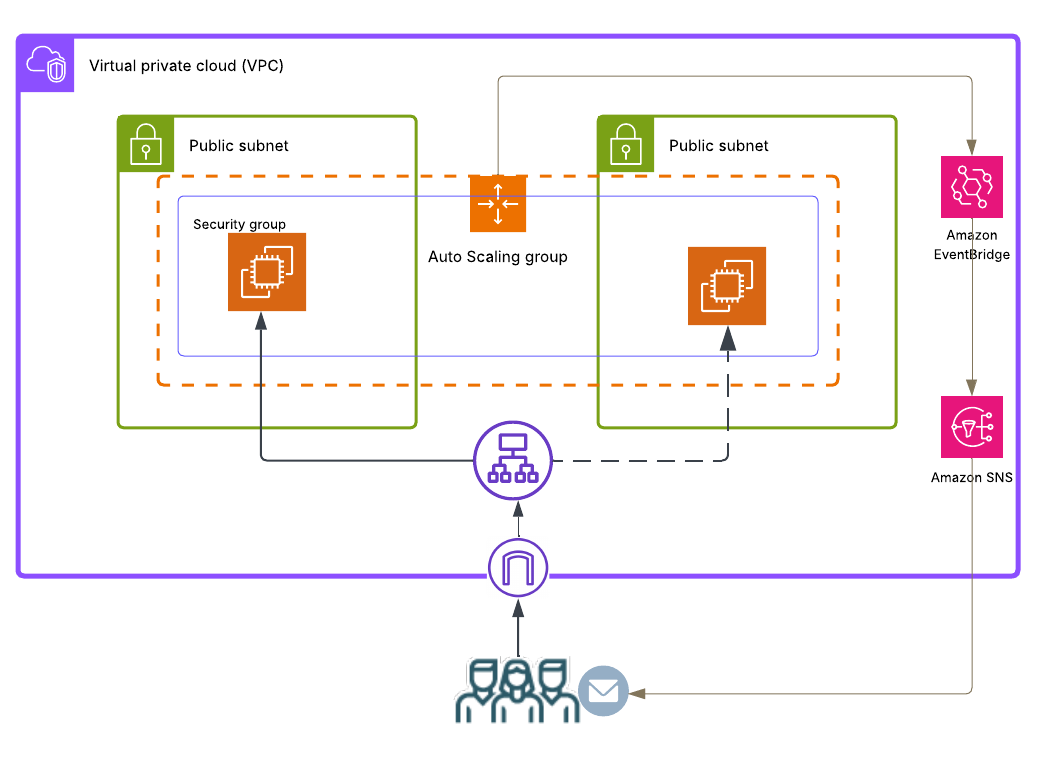 Virtual private cloud (VPC)
Public subnet
Public subnet
Security group
Auto Scaling group
Amazon
EventBridge
Amazon SNS